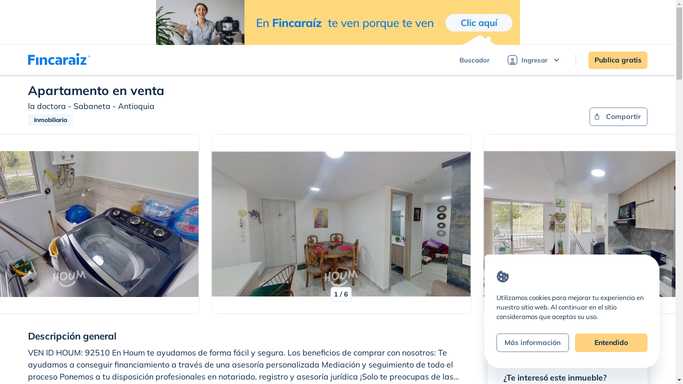 En Fincaraíz te ven porque te ven
Clic aquí
Fincaraíz
Buscador
Ingresar
Publica gratis
Apartamento en venta
la doctora - Sabaneta - Antioquia
Inmobiliaria
Compartir
HOUM
HOUM
1 / 6
Utilizamos cookies para mejorar tu experiencia en
nuestro sitio web. Al continuar en el sitio
consideramos que aceptas su uso.
Más información
Entendido
Descripción general
VEN ID HOUM: 92510 En Houm te ayudamos de forma fácil y segura. Los beneficios de comprar con nosotros: Te
ayudamos a conseguir financiamiento a través de una asesoría personalizada Mediación y seguimiento de todo el
proceso Ponemos a tu disposición profesionales en notariado, registro y asesoría jurídica ¡Solo te preocupas de las...
¿Te interesó este inmueble?